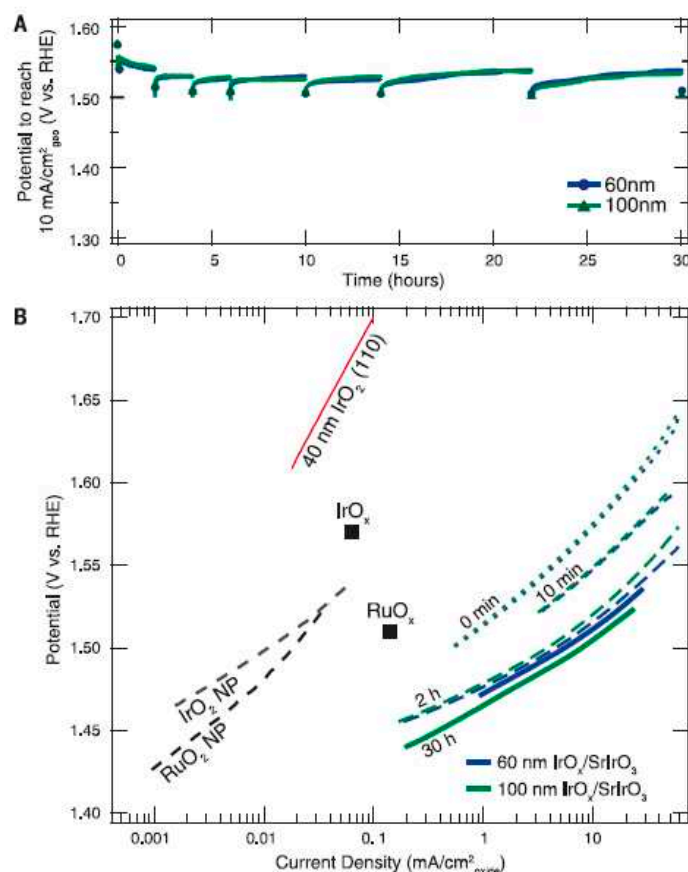 A
Potential to reach
10 mA/cm²geo (V vs. RHE)
1.60
1.50
1.40
1.30
60nm
100nm
0
5
10
15
20
25
30
Time (hours)
B
Potential (V vs. RHE)
1.70
1.65
1.60
1.55
1.50
1.45
1.40
40 nm IrO₂ (110)
IrOₓ
RuOₓ
0 min
10 min
IrO₂ NP
RuO₂ NP
2 h
30 h
60 nm IrOₓ/SrIrO₃
100 nm IrOₓ/SrIrO₃
0.001
0.01
0.1
1
10
Current Density (mA/cm²oxide)